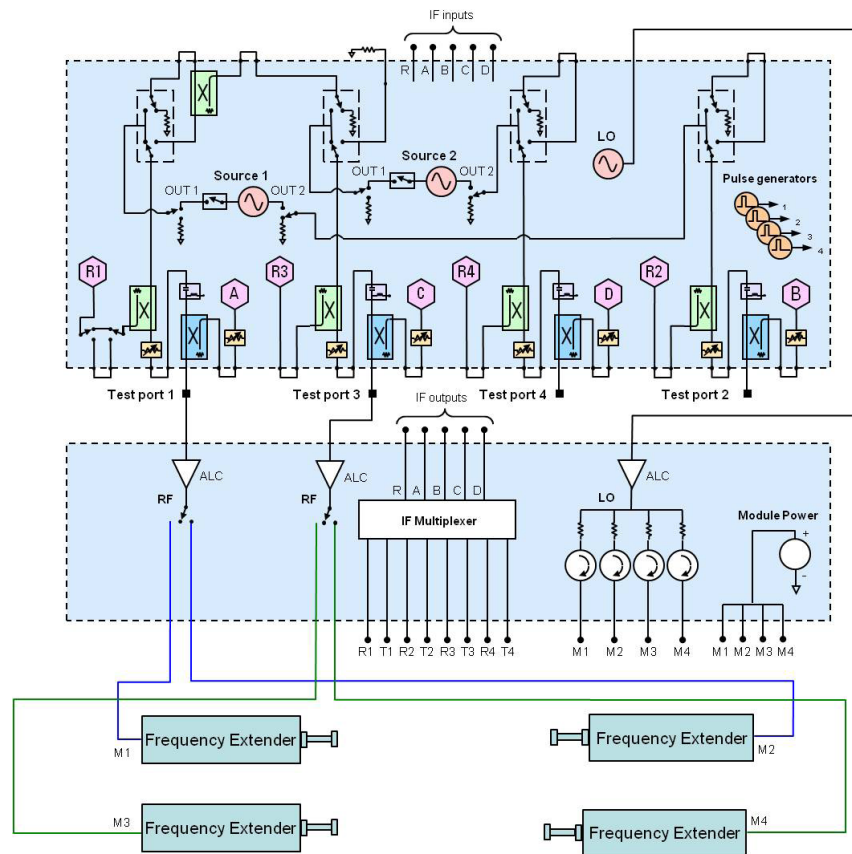 IF inputs
R A B C D
LO
Source 1
Source 2
OUT 1
OUT 2
OUT 1
OUT 2
Pulse generators
1
2
3
4
R1
A
R3
C
R4
D
R2
B
Test port 1
Test port 3
Test port 4
Test port 2
IF outputs
R A B C D
ALC
RF
ALC
RF
IF Multiplexer
ALC
LO
Module Power
+
-
R1 T1 R2 T2 R3 T3 R4 T4
M1 M2 M3 M4
M1 M2 M3 M4
M1
Frequency Extender
Frequency Extender
M2
M3
Frequency Extender
Frequency Extender
M4